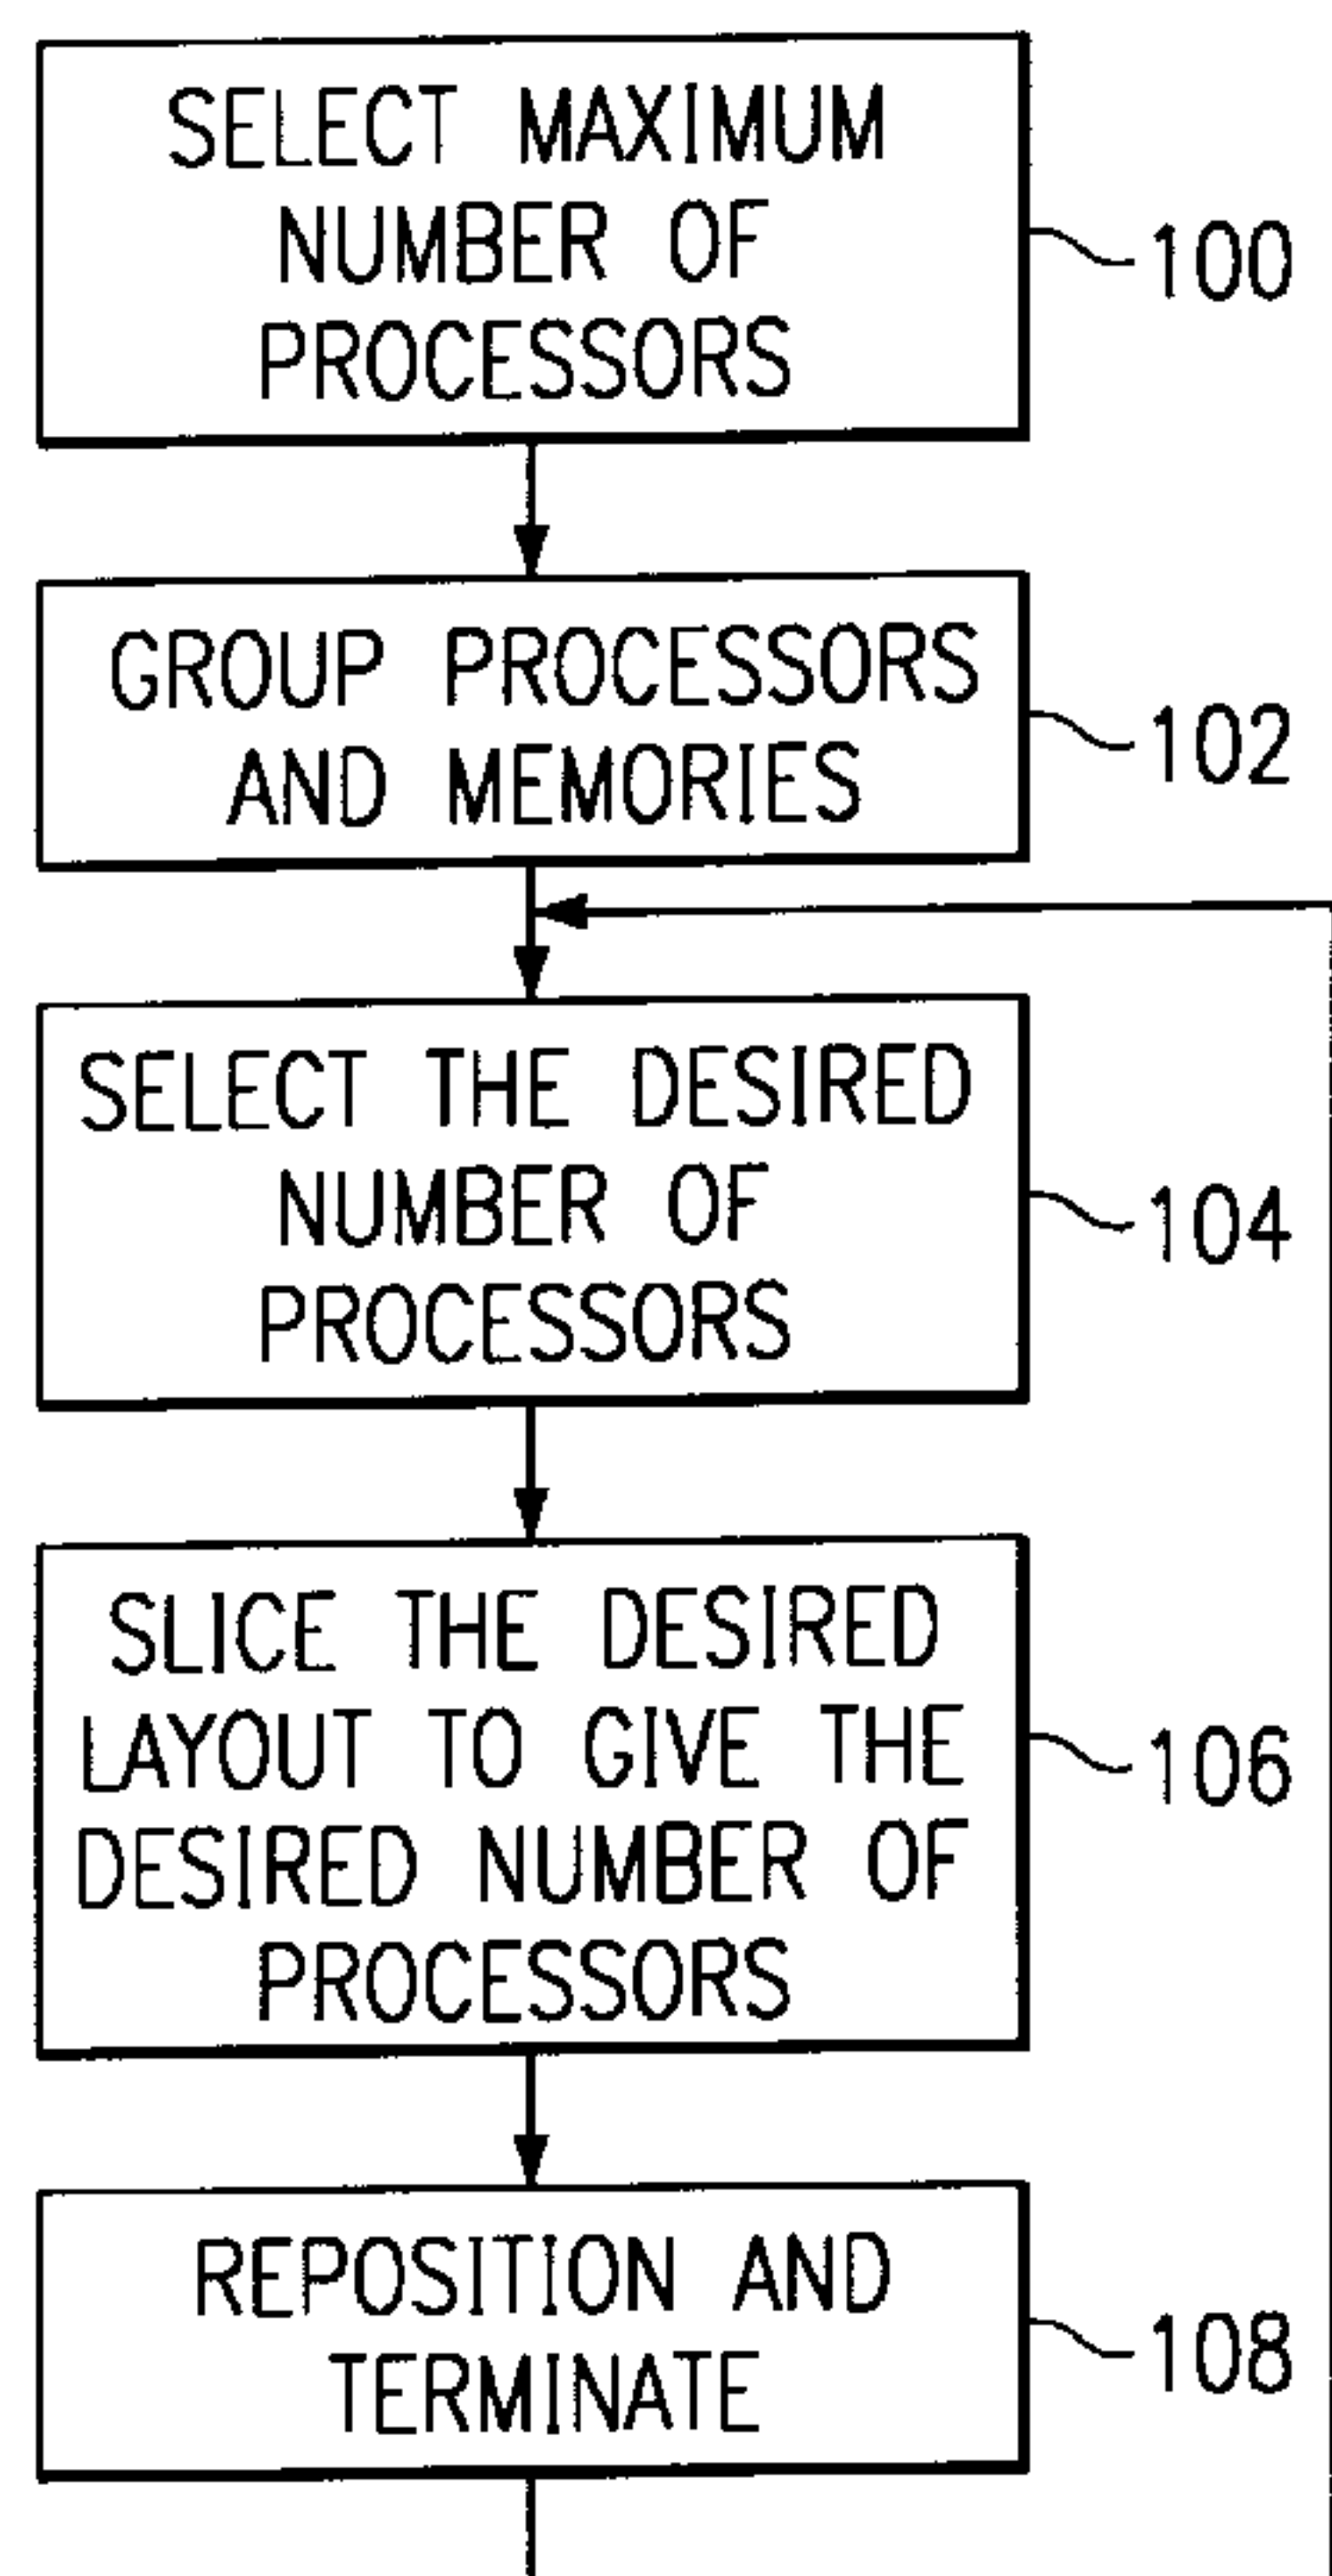 SELECT MAXIMUM
NUMBER OF
PROCESSORS
100
GROUP PROCESSORS
AND MEMORIES
102
SELECT THE DESIRED
NUMBER OF
PROCESSORS
104
SLICE THE DESIRED
LAYOUT TO GIVE THE
DESIRED NUMBER OF
PROCESSORS
106
REPOSITION AND
TERMINATE
108